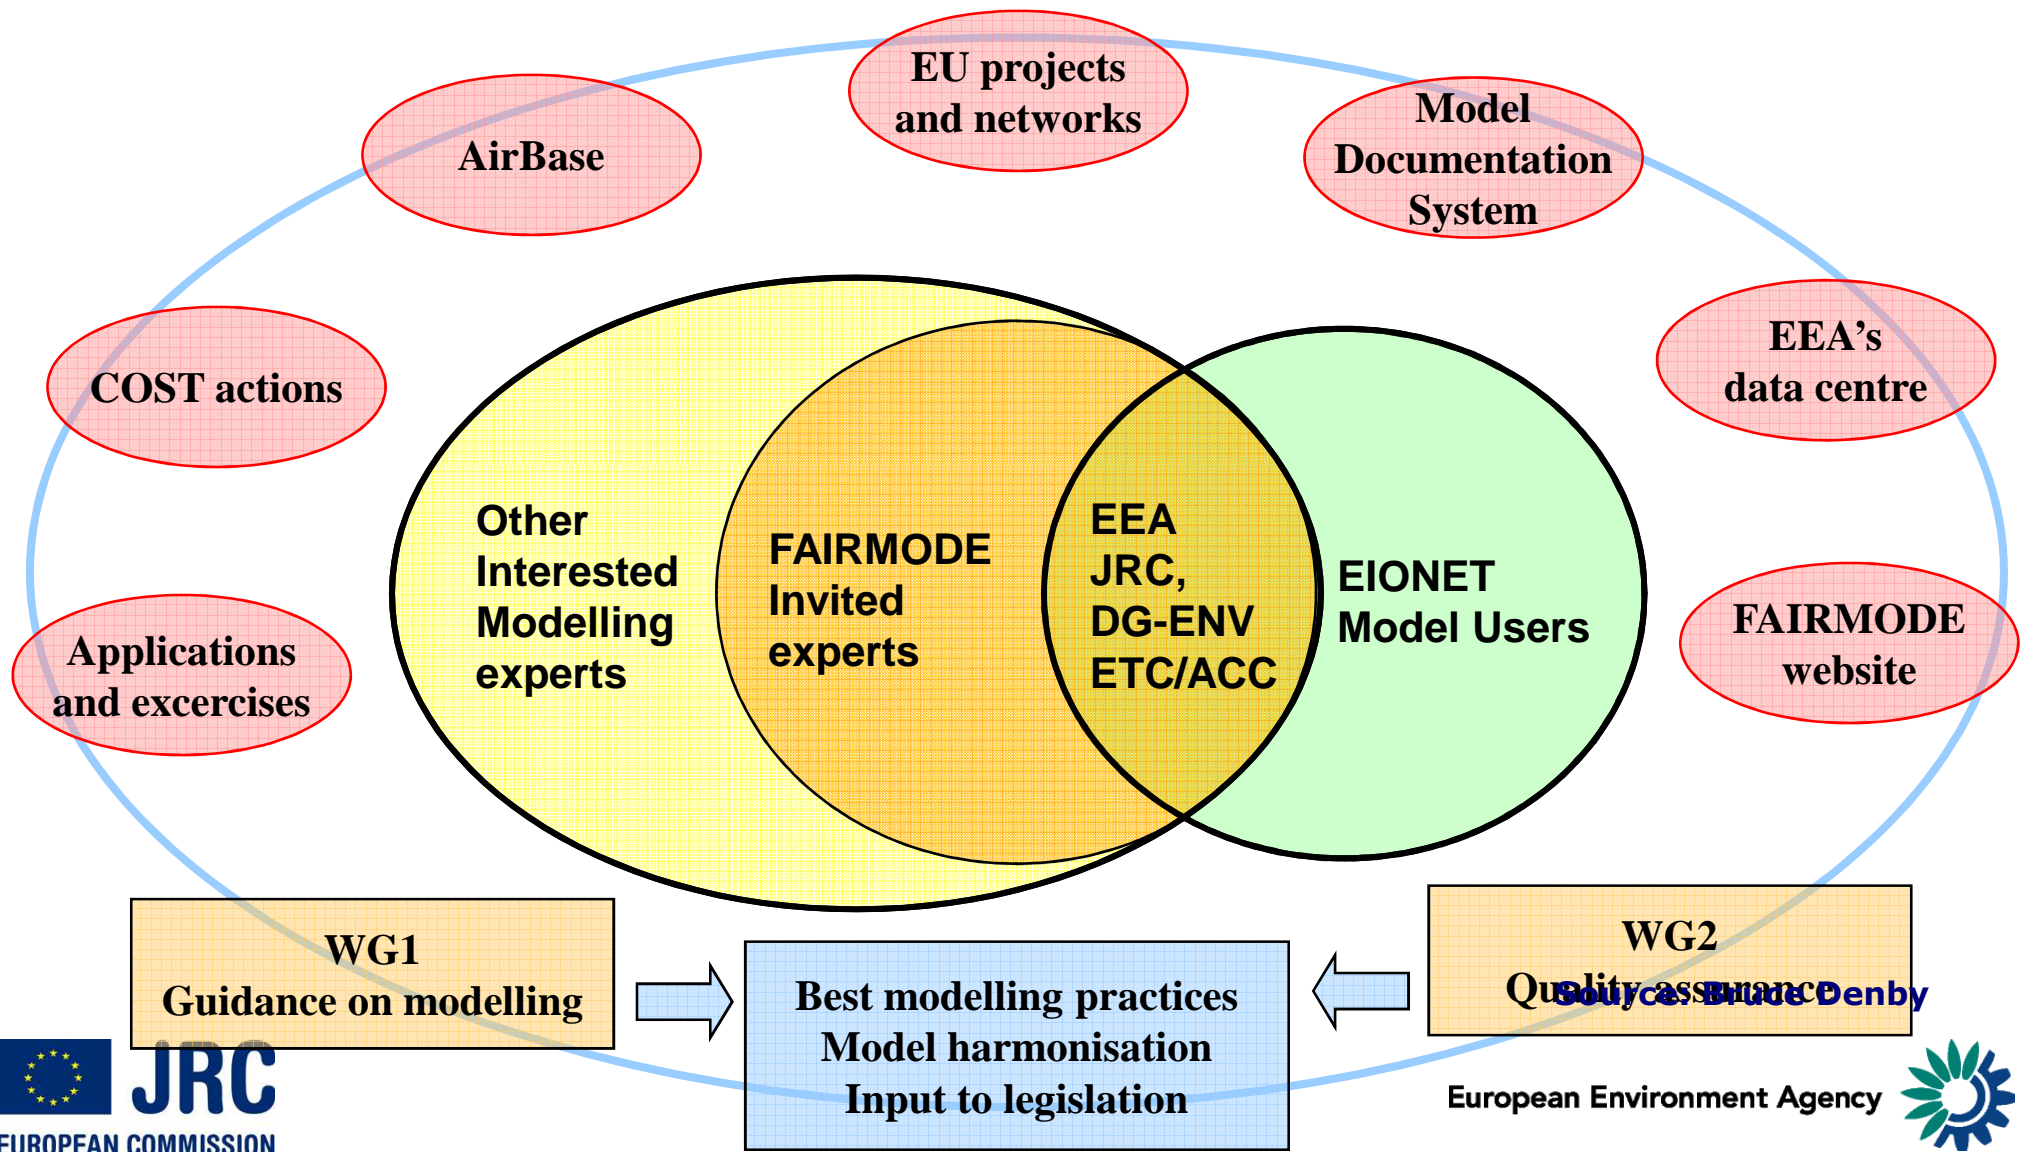 EU projects
and networks
AirBase
Model
Documentation
System
COST actions
EEA’s
data centre
Applications
and excercises
FAIRMODE
website
Other
Interested
Modelling
experts
FAIRMODE
Invited
experts
EEA
JRC,
DG-ENV
ETC/ACC
EIONET
Model Users
WG1
Guidance on modelling
Best modelling practices
Model harmonisation
Input to legislation
WG2
Quality assurance
Source: Bruce Denby
JRC
EUROPEAN COMMISSION
European Environment Agency